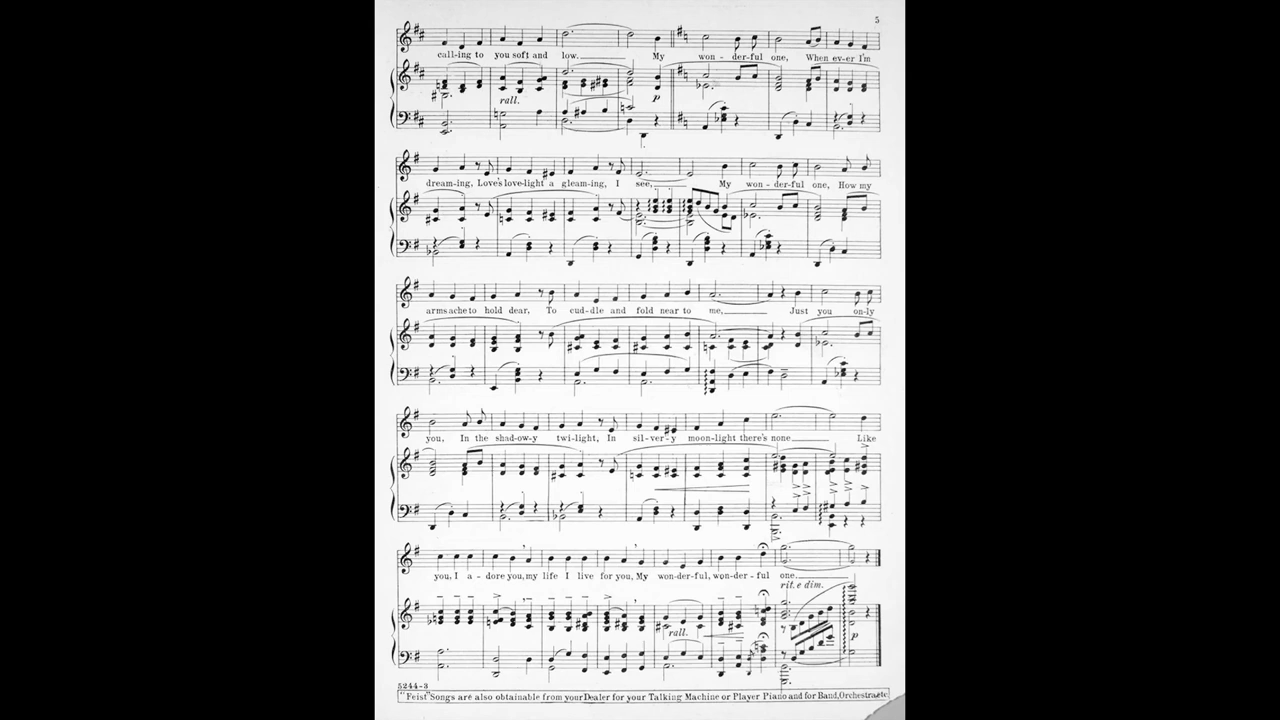 5
call-ing to you soft and low. My won-der-ful one, When ev-er I'm
rall.
p
dream-ing, Love's love-light a gleam-ing, I see, My won-der-ful one, How my
arms ache to hold dear, To cud-dle and fold near to me, Just you on-ly
you, In the shad-ow-y twi-light, In sil-ver-y moon-light there's none Like
you, I a-dore you, my life I live for you, My won-der-ful, won-der-ful one.
rit. e dim.
rall.
p
5244-3
"Feist" Songs are also obtainable from your Dealer for your Talking Machine or Player Piano and for Band, Orchestra etc.